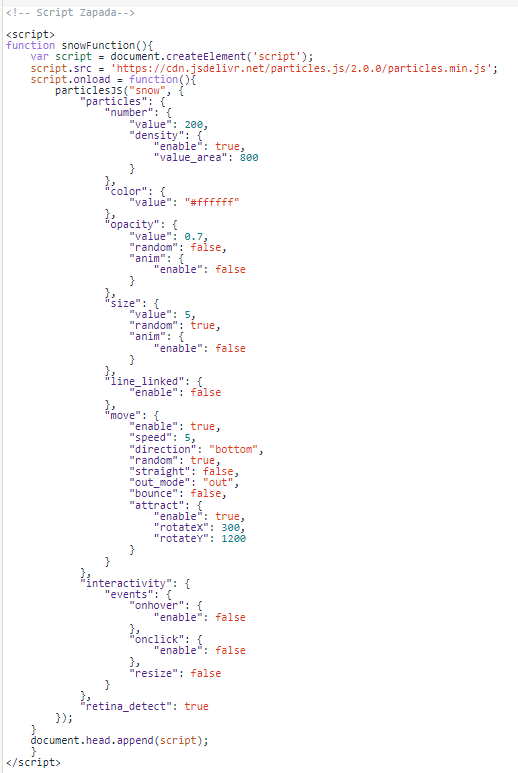 <!-- Script Zapada-->
<script>
function snowFunction(){
    var script = document.createElement('script');
    script.src = 'https://cdn.jsdelivr.net/particles.js/2.0.0/particles.min.js';
    script.onload = function(){
        particlesJS("snow", {
            "particles": {
                "number": {
                    "value": 200,
                    "density": {
                        "enable": true,
                        "value_area": 800
                    }
                },
                "color": {
                    "value": "#ffffff"
                },
                "opacity": {
                    "value": 0.7,
                    "random": false,
                    "anim": {
                        "enable": false
                    }
                },
                "size": {
                    "value": 5,
                    "random": true,
                    "anim": {
                        "enable": false
                    }
                },
                "line_linked": {
                    "enable": false
                },
                "move": {
                    "enable": true,
                    "speed": 5,
                    "direction": "bottom",
                    "random": true,
                    "straight": false,
                    "out_mode": "out",
                    "bounce": false,
                    "attract": {
                        "enable": true,
                        "rotateX": 300,
                        "rotateY": 1200
                    }
                }
            },
            "interactivity": {
                "events": {
                    "onhover": {
                        "enable": false
                    },
                    "onclick": {
                        "enable": false
                    },
                    "resize": false
                }
            },
            "retina_detect": true
        });
    }
    document.head.append(script);
    }
</script>